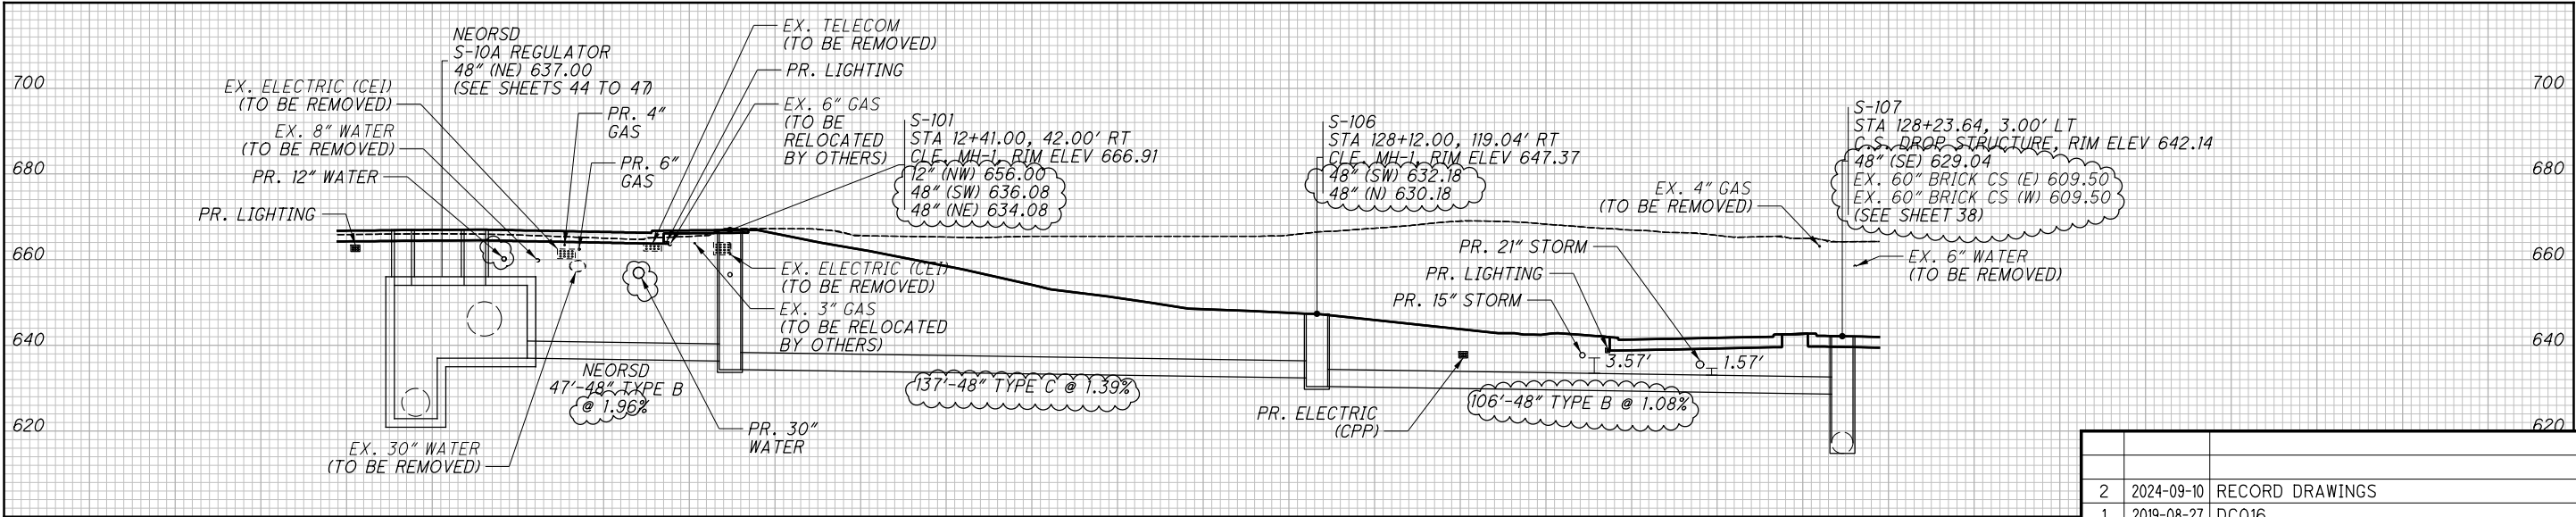 700
680
660
640
620
NEORSD
S-10A REGULATOR
48" (NE) 637.00
(SEE SHEETS 44 TO 47)
EX. ELECTRIC (CEI)
(TO BE REMOVED)
EX. 8" WATER
(TO BE REMOVED)
PR. 12" WATER
PR. LIGHTING
PR. 4"
GAS
PR. 6"
GAS
EX. TELECOM
(TO BE REMOVED)
PR. LIGHTING
EX. 6" GAS
(TO BE
RELOCATED
BY OTHERS)
S-101
STA 12+41.00, 42.00' RT
CLE. MH-1, RIM ELEV 666.91
12" (NW) 656.00
48" (SW) 636.08
48" (NE) 634.08
EX. ELECTRIC (CEI)
(TO BE REMOVED)
EX. 3" GAS
(TO BE RELOCATED
BY OTHERS)
NEORSD
47'-48" TYPE B
@ 1.96%
EX. 30" WATER
(TO BE REMOVED)
PR. 30"
WATER
137'-48" TYPE C @ 1.39%
S-106
STA 128+12.00, 119.04' RT
CLE. MH-1, RIM ELEV 647.37
48" (SW) 632.18
48" (N) 630.18
EX. 4" GAS
(TO BE REMOVED)
PR. 21" STORM
PR. LIGHTING
PR. 15" STORM
3.57'
1.57'
PR. ELECTRIC
(CPP)
106'-48" TYPE B @ 1.08%
S-107
STA 128+23.64, 3.00' LT
C.S. DROP STRUCTURE, RIM ELEV 642.14
48" (SE) 629.04
EX. 60" BRICK CS (E) 609.50
EX. 60" BRICK CS (W) 609.50
(SEE SHEET 38)
EX. 6" WATER
(TO BE REMOVED)
700
680
660
640
620
2 2024-09-10 RECORD DRAWINGS
1 2019-08-27 DC016